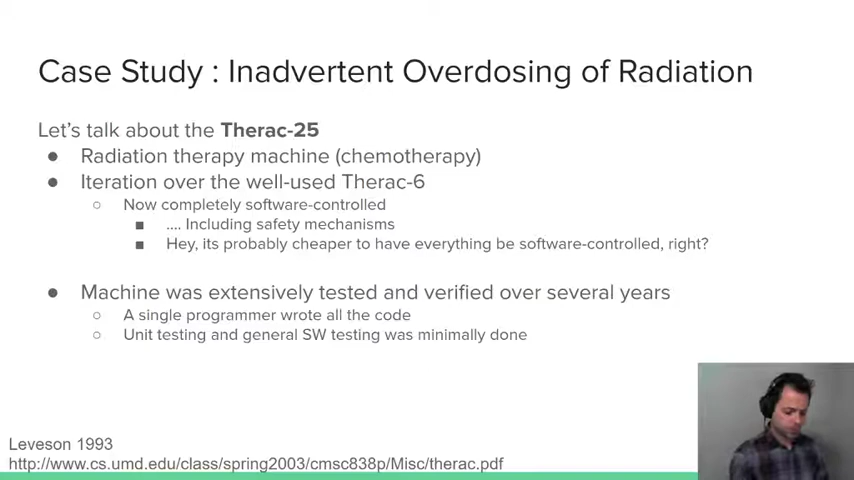 Case Study : Inadvertent Overdosing of Radiation
Let's talk about the Therac-25
● Radiation therapy machine (chemotherapy)
● Iteration over the well-used Therac-6
○ Now completely software-controlled
■ .... Including safety mechanisms
■ Hey, its probably cheaper to have everything be software-controlled, right?
● Machine was extensively tested and verified over several years
○ A single programmer wrote all the code
○ Unit testing and general SW testing was minimally done
Leveson 1993
http://www.cs.umd.edu/class/spring2003/cmsc838p/Misc/therac.pdf